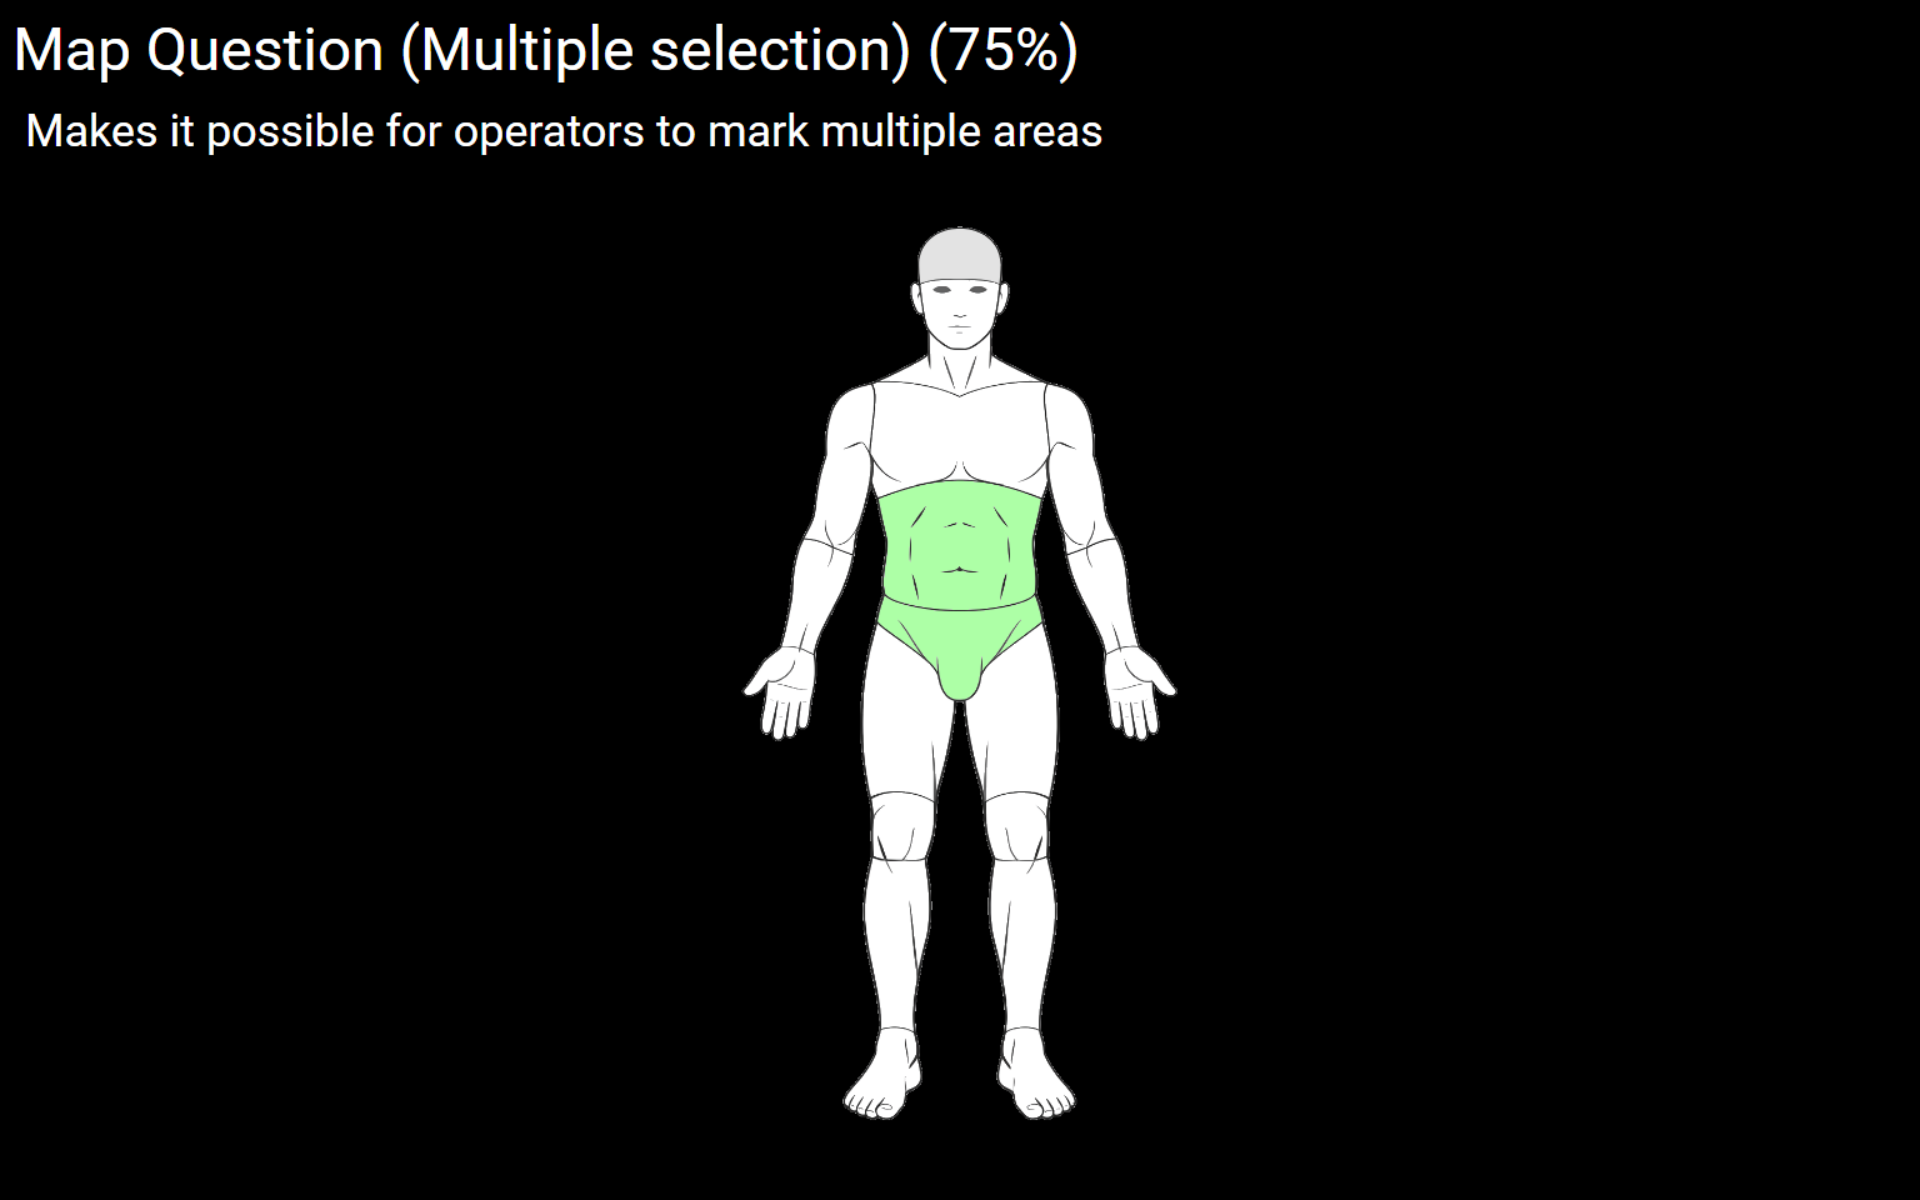 Map Question (Multiple selection) (75%)
Makes it possible for operators to mark multiple areas